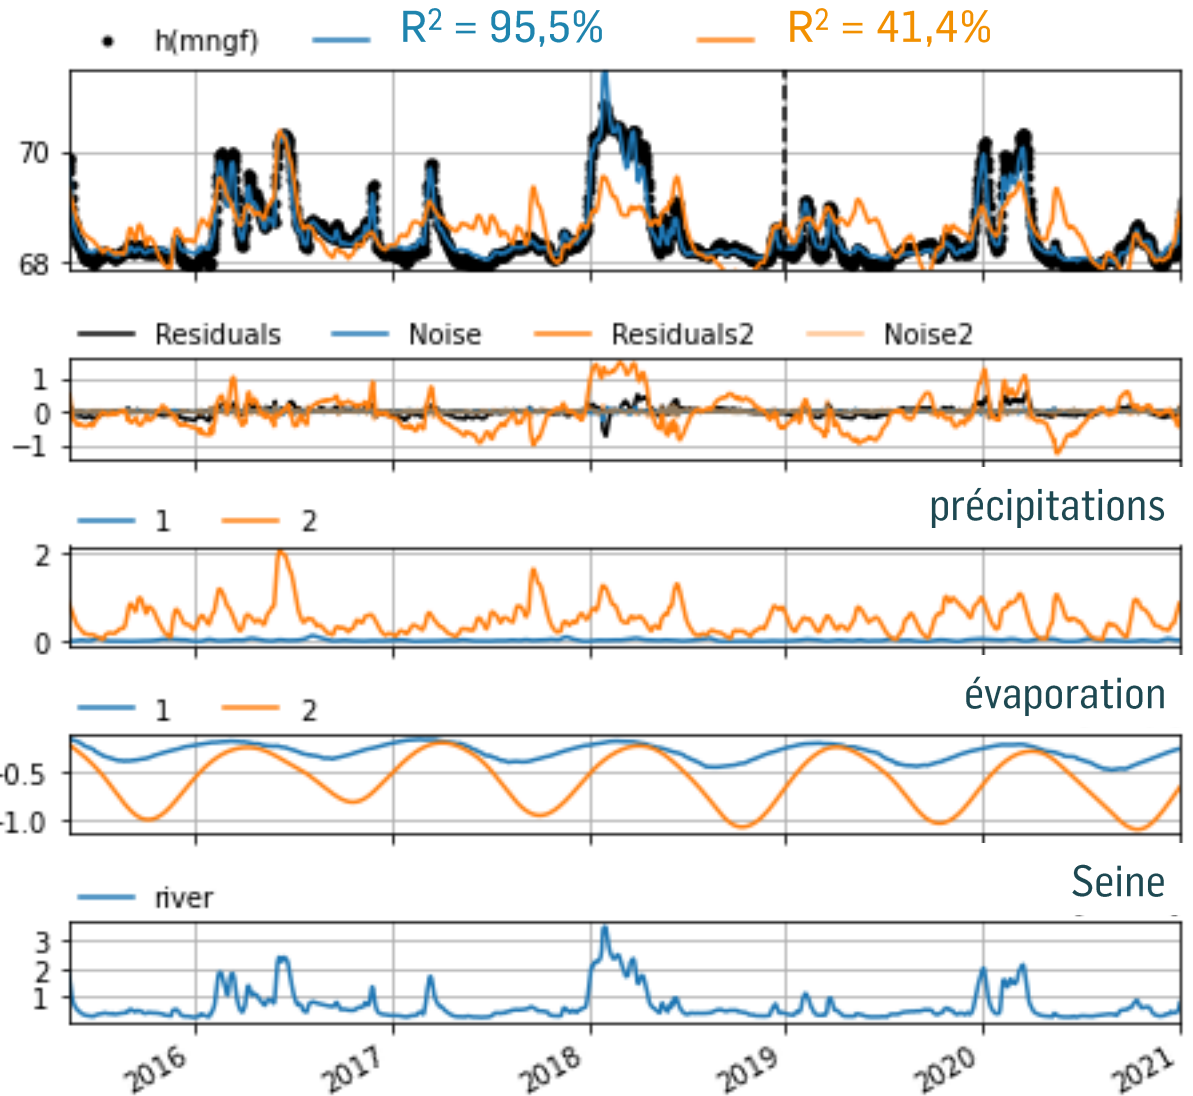 h(mngf) R² = 95,5% R² = 41,4%
70
68
Residuals Noise Residuals2 Noise2
1
0
−1
précipitations
1 2
2
0
évaporation
1 2
-0.5
-1.0
Seine
river
3
2
1
2016 2017 2018 2019 2020 2021